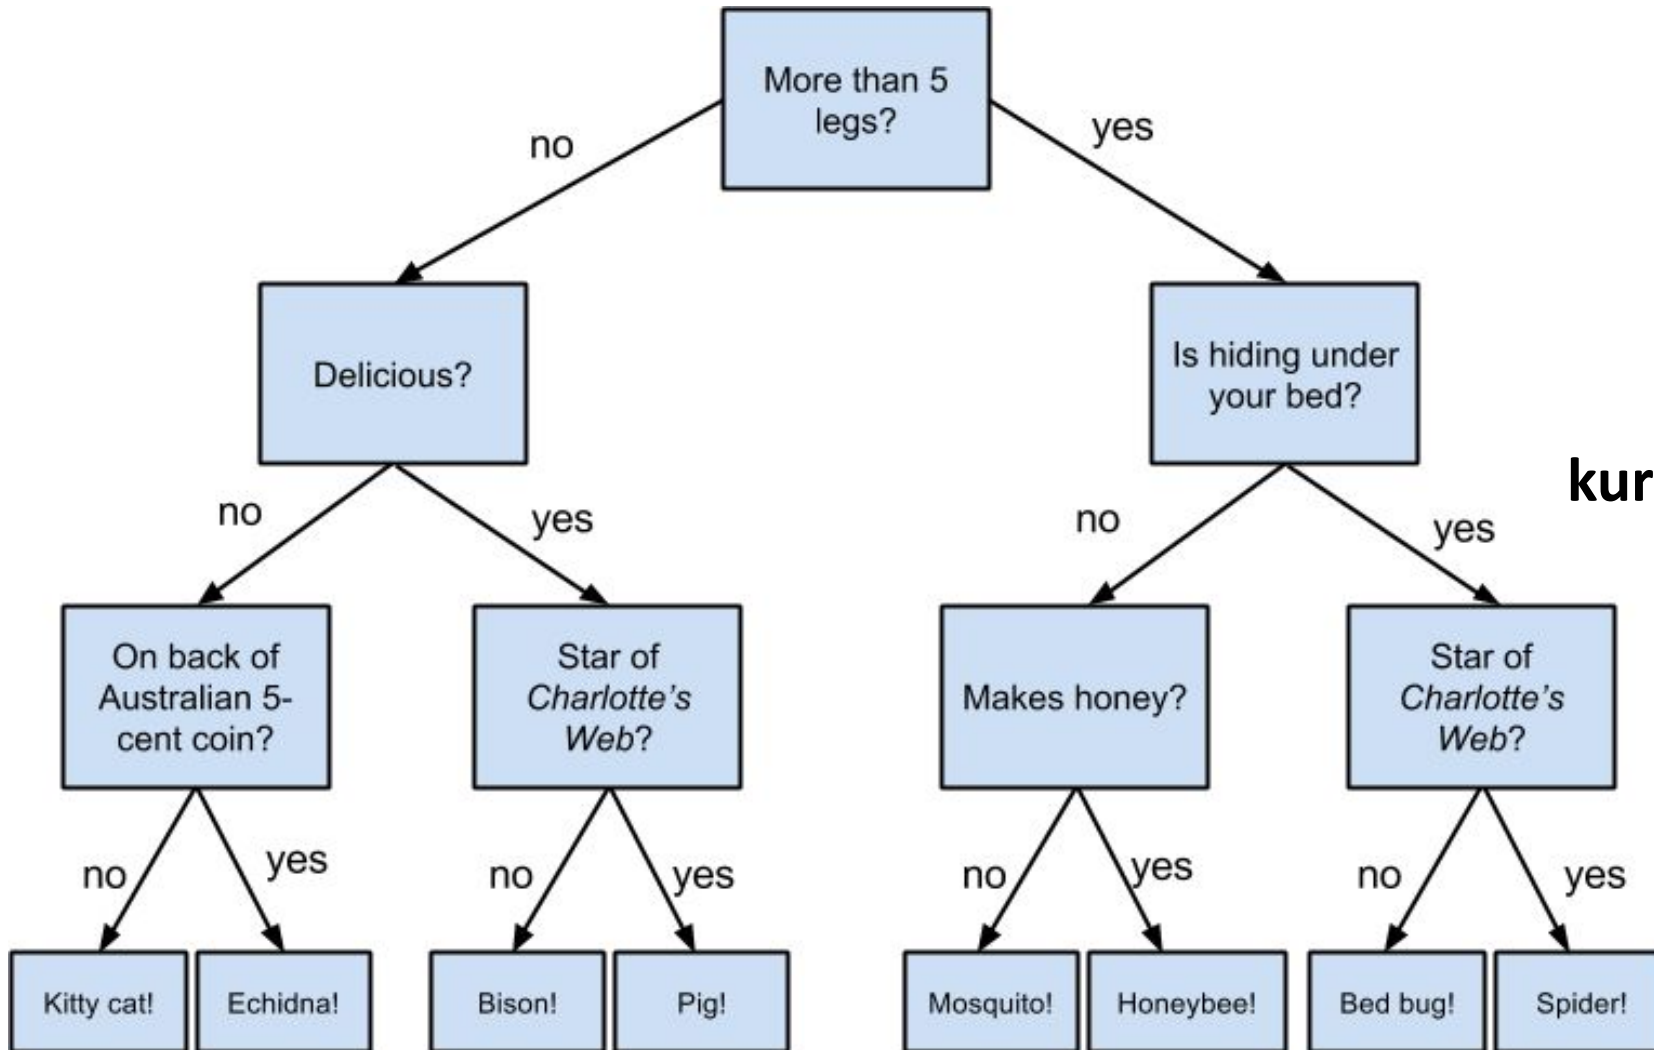 More than 5
legs?
no
yes
Delicious?
Is hiding under
your bed?
no
yes
no
yes
kur
On back of
Australian 5-
cent coin?
Star of
Charlotte's
Web?
Makes honey?
Star of
Charlotte's
Web?
no
yes
no
yes
no
yes
no
yes
Kitty cat!
Echidna!
Bison!
Pig!
Mosquito!
Honeybee!
Bed bug!
Spider!